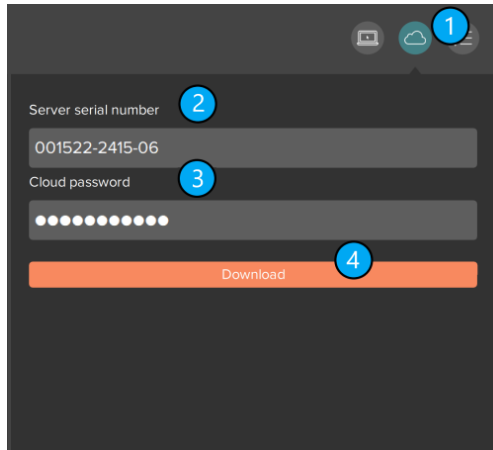 1
Server serial number 2
001522-2415-06
Cloud password 3
●●●●●●●●●●●
Download 4